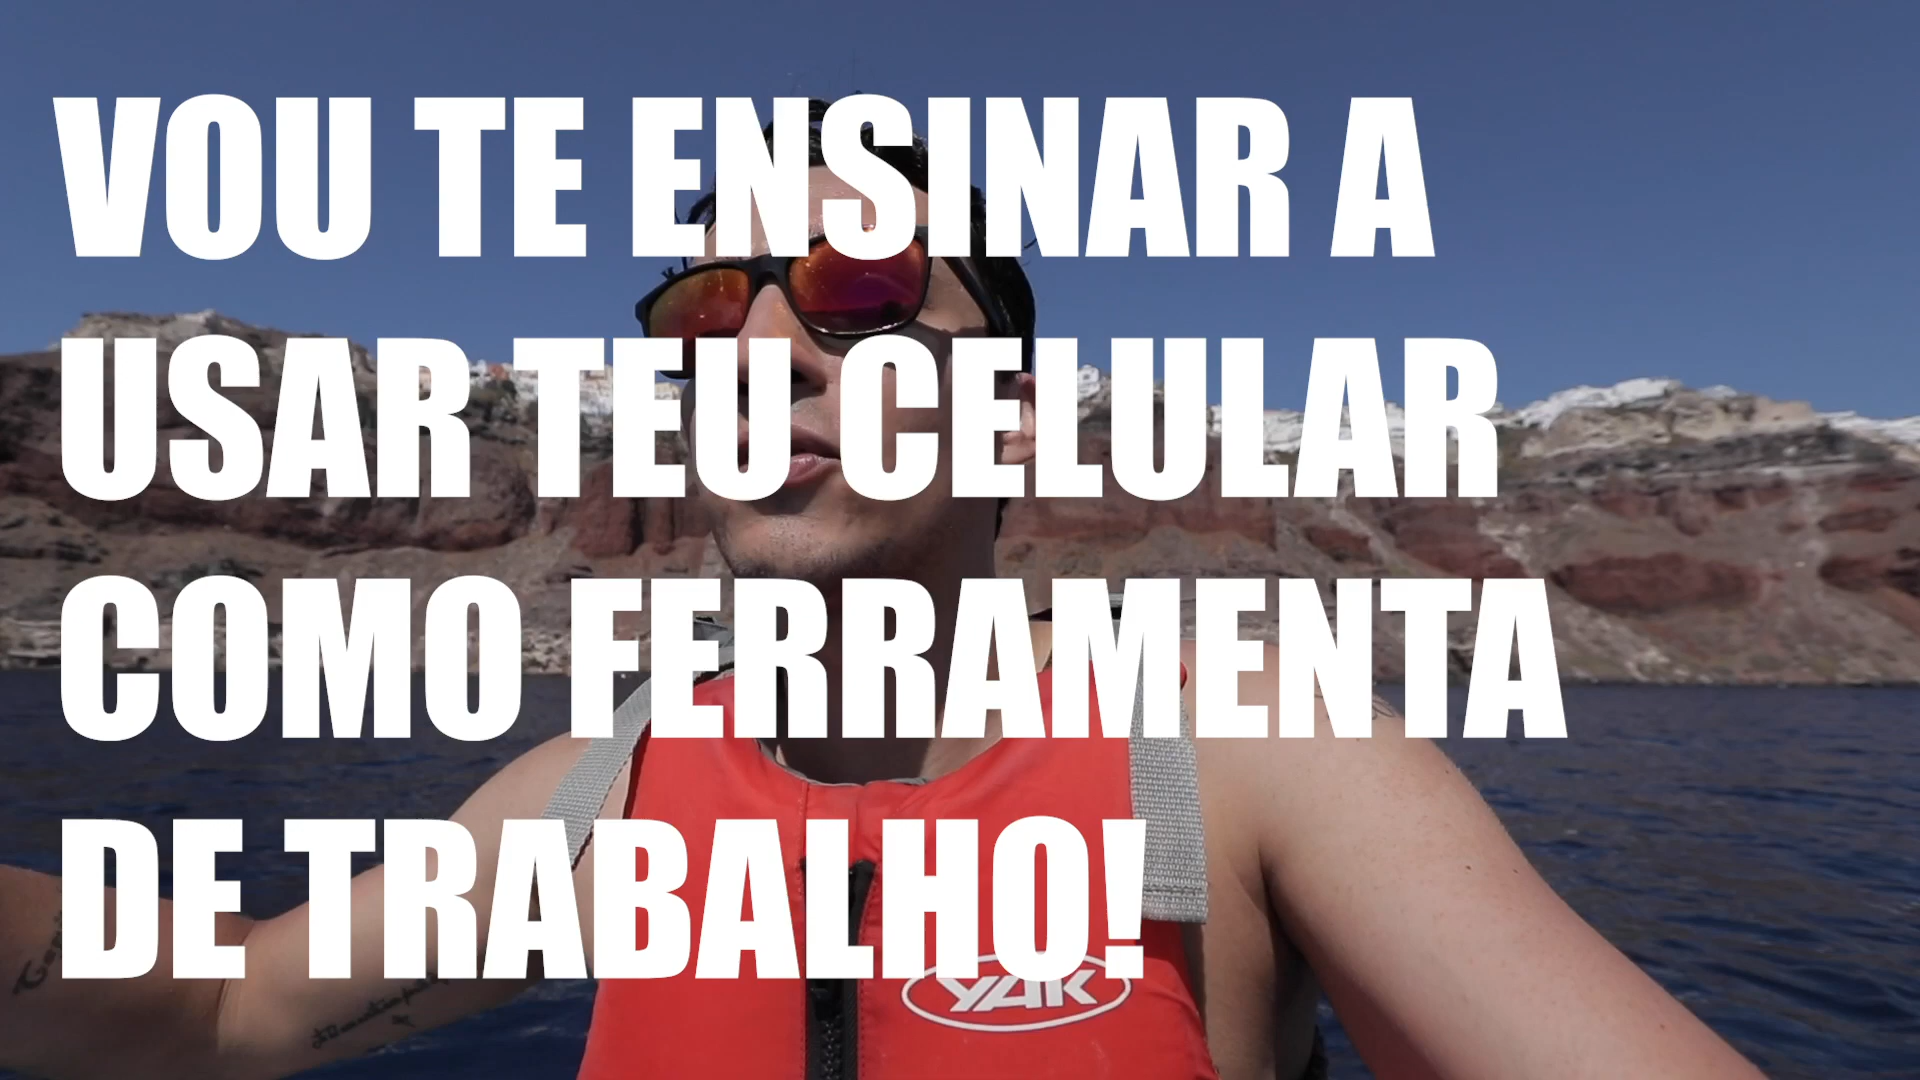 VOU TE ENSINAR A
USAR TEU CELULAR
COMO FERRAMENTA
DE TRABALHO!
YAK